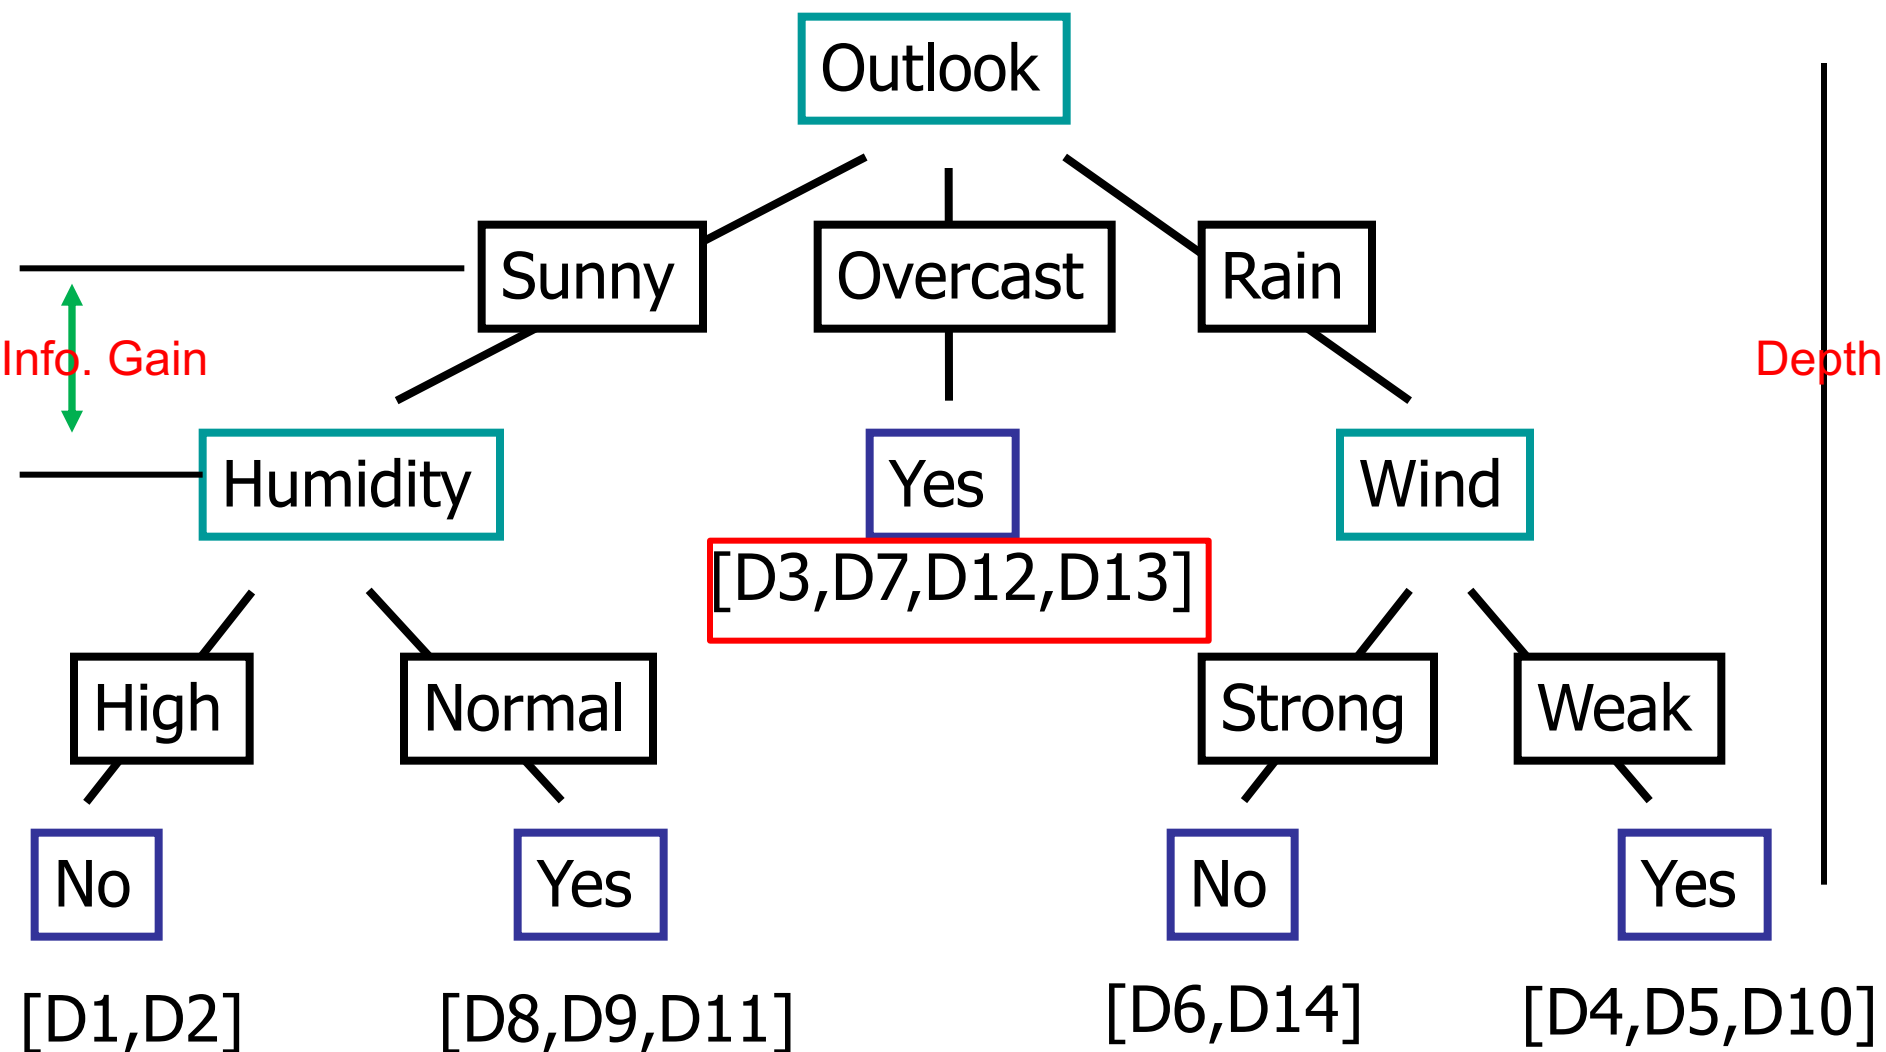 Outlook
Sunny Overcast Rain
Info. Gain Depth
Humidity Yes Wind
[D3,D7,D12,D13]
High Normal Strong Weak
No Yes No Yes
[D1,D2] [D8,D9,D11] [D6,D14] [D4,D5,D10]